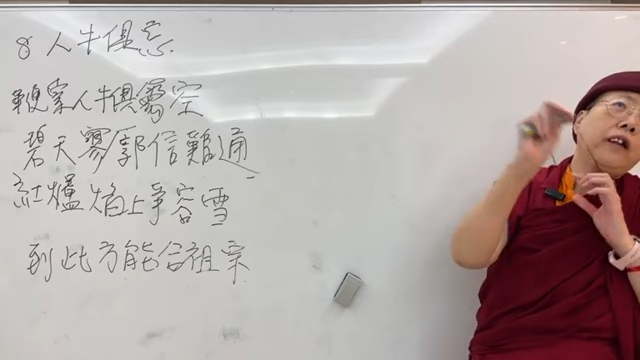 8 人牛俱忘
鞭索人牛俱屬空
碧天寥廓信難通
紅爐焰上爭容雪
到此方能合祖宗